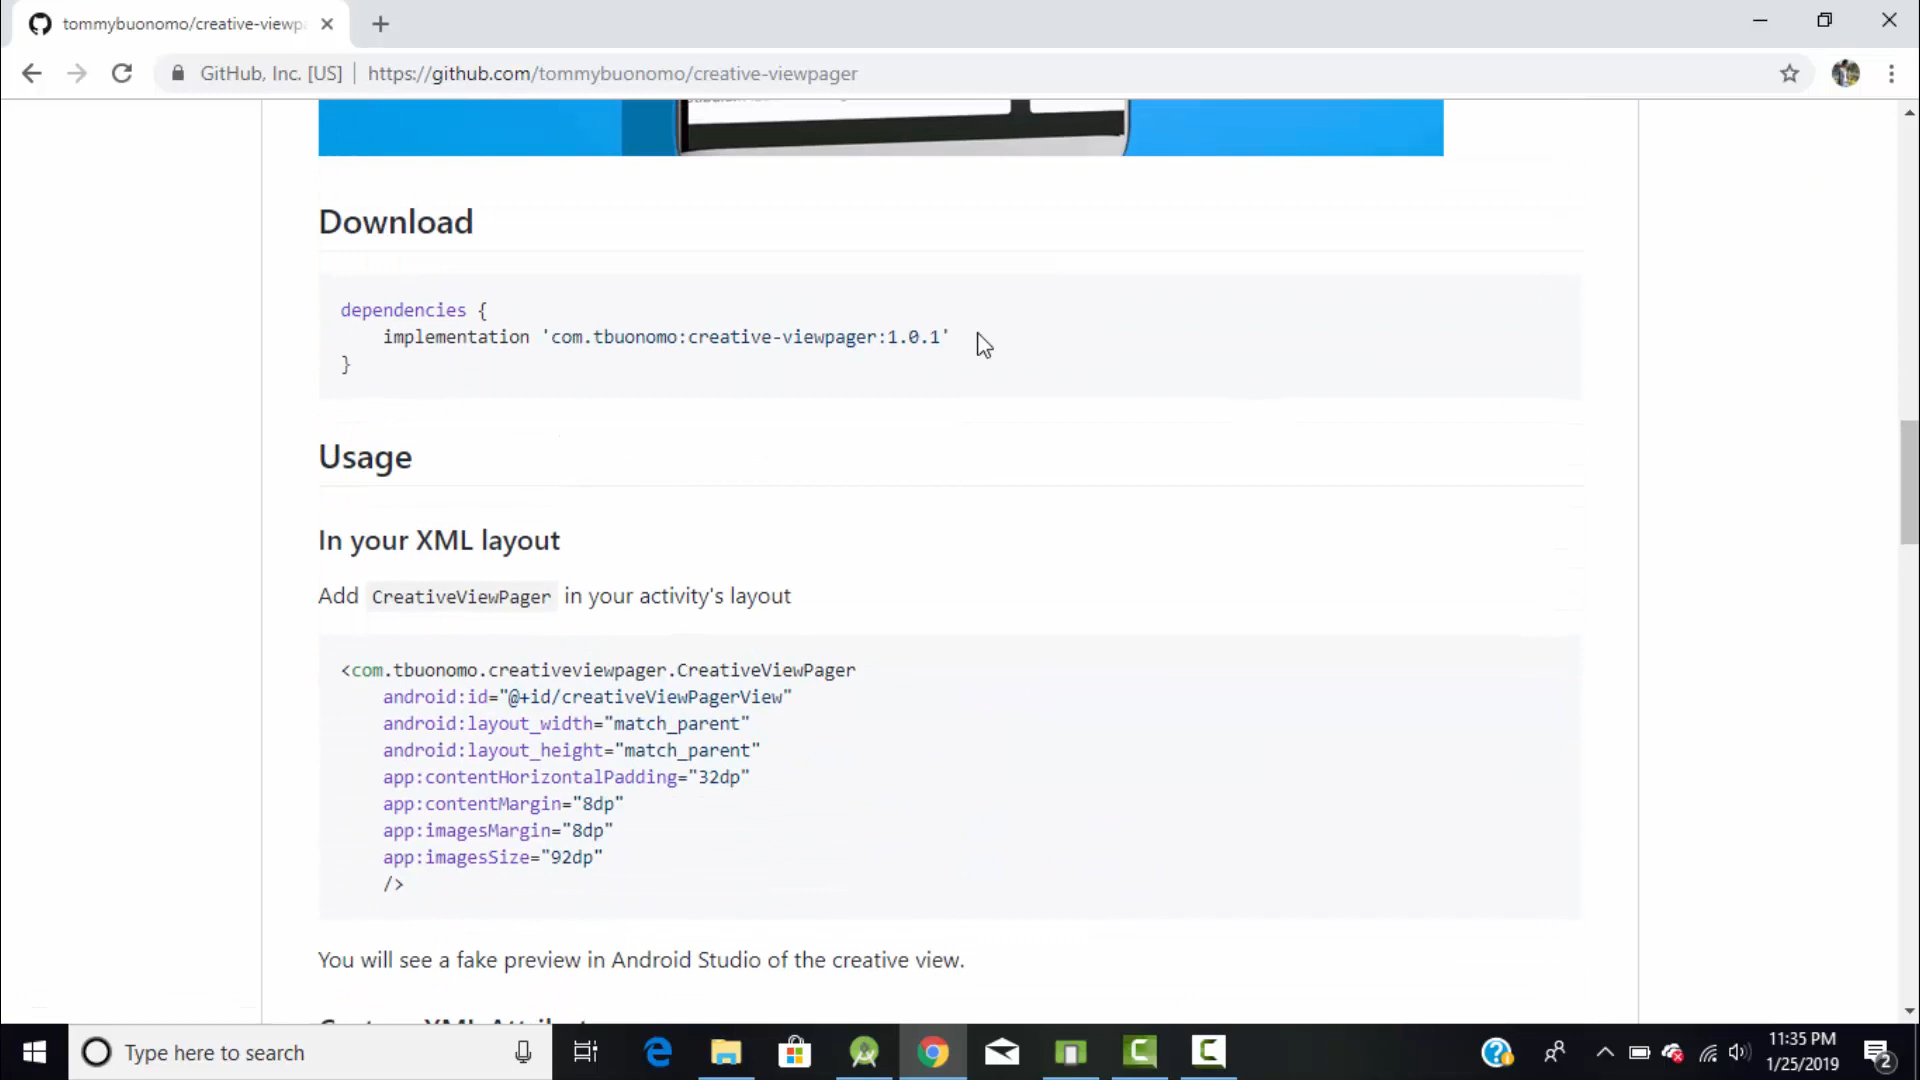 tommybuonomo/creative-viewpa
GitHub, Inc. [US] | https://github.com/tommybuonomo/creative-viewpager
Download
dependencies {
    implementation 'com.tbuonomo:creative-viewpager:1.0.1'
}
Usage
In your XML layout
Add CreativeViewPager in your activity's layout
<com.tbuonomo.creativeviewpager.CreativeViewPager
    android:id="@+id/creativeViewPagerView"
    android:layout_width="match_parent"
    android:layout_height="match_parent"
    app:contentHorizontalPadding="32dp"
    app:contentMargin="8dp"
    app:imagesMargin="8dp"
    app:imagesSize="92dp"
    />
You will see a fake preview in Android Studio of the creative view.
Type here to search
11:35 PM
1/25/2019
2